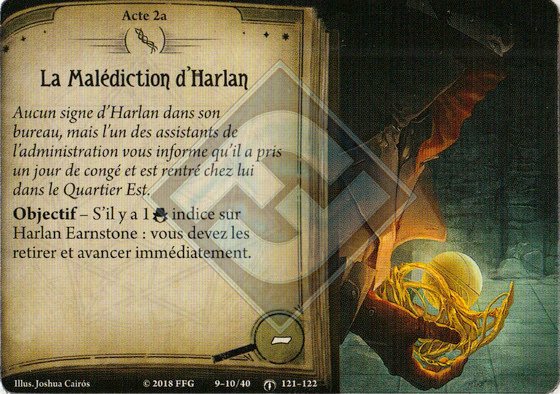 Acte 2a
La Malédiction d'Harlan
Aucun signe d'Harlan dans son
bureau, mais l'un des assistants de
l'administration vous informe qu'il a pris
un jour de congé et est rentré chez lui
dans le Quartier Est.
Objectif – S'il y a 1 indice sur
Harlan Earnstone : vous devez les
retirer et avancer immédiatement.
–
Illus. Joshua Cairós © 2018 FFG 9-10/40 121-122